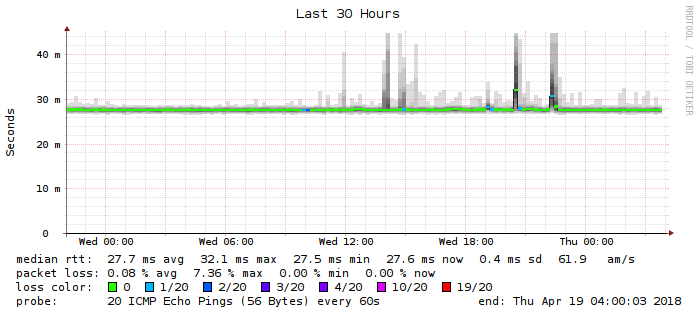 Last 30 Hours
RRDTOOL / TOBI OETIKER
Seconds
40 m
30 m
20 m
10 m
0
Wed 00:00 Wed 06:00 Wed 12:00 Wed 18:00 Thu 00:00
median rtt: 27.7 ms avg 32.1 ms max 27.5 ms min 27.6 ms now 0.4 ms sd 61.9 am/s
packet loss: 0.08 % avg 7.36 % max 0.00 % min 0.00 % now
loss color: 0 1/20 2/20 3/20 4/20 10/20 19/20
probe: 20 ICMP Echo Pings (56 Bytes) every 60s end: Thu Apr 19 04:00:03 2018